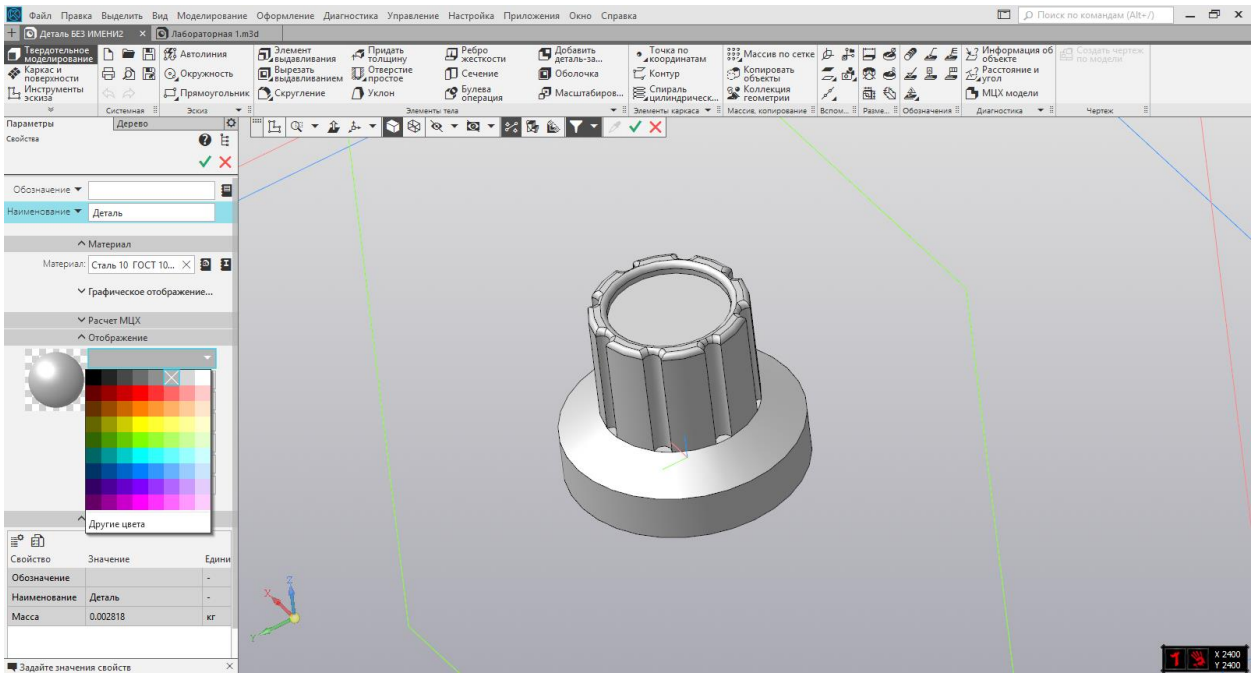 Файл Правка Выделить Вид Моделирование Оформление Диагностика Управление Настройка Приложения Окно Справка
Поиск по командам (Alt+/)
Деталь БЕЗ ИМЕНИ2
Лабораторная 1.m3d
Твердотельное моделирование
Каркас и поверхности
Инструменты эскиза
Системная
Автолиния
Окружность
Прямоугольник
Эскиз
Элемент выдавливания
Вырезать выдавливанием
Скругление
Придать толщину
Отверстие простое
Уклон
Ребро жесткости
Сечение
Булева операция
Добавить деталь-за...
Оболочка
Масштабиров...
Элементы тела
Точка по координатам
Контур
Спираль цилиндрическ...
Элементы каркаса
Массив по сетке
Копировать объекты
Коллекция геометрии
Массив, копирование
Вспом...
Разме...
Обозначения
Информация об объекте
Расстояние и угол
МЦХ модели
Диагностика
Создать чертеж по модели
Чертеж
Параметры
Дерево
Свойства
Обозначение
Наименование
Деталь
Материал
Материал:
Сталь 10 ГОСТ 10...
Графическое отображение...
Расчет МЦХ
Отображение
Другие цвета
Свойство Значение Едини
Обозначение -
Наименование Деталь -
Масса 0.002818 кг
Задайте значения свойств
Z
X
Y
X 2400
Y 2400